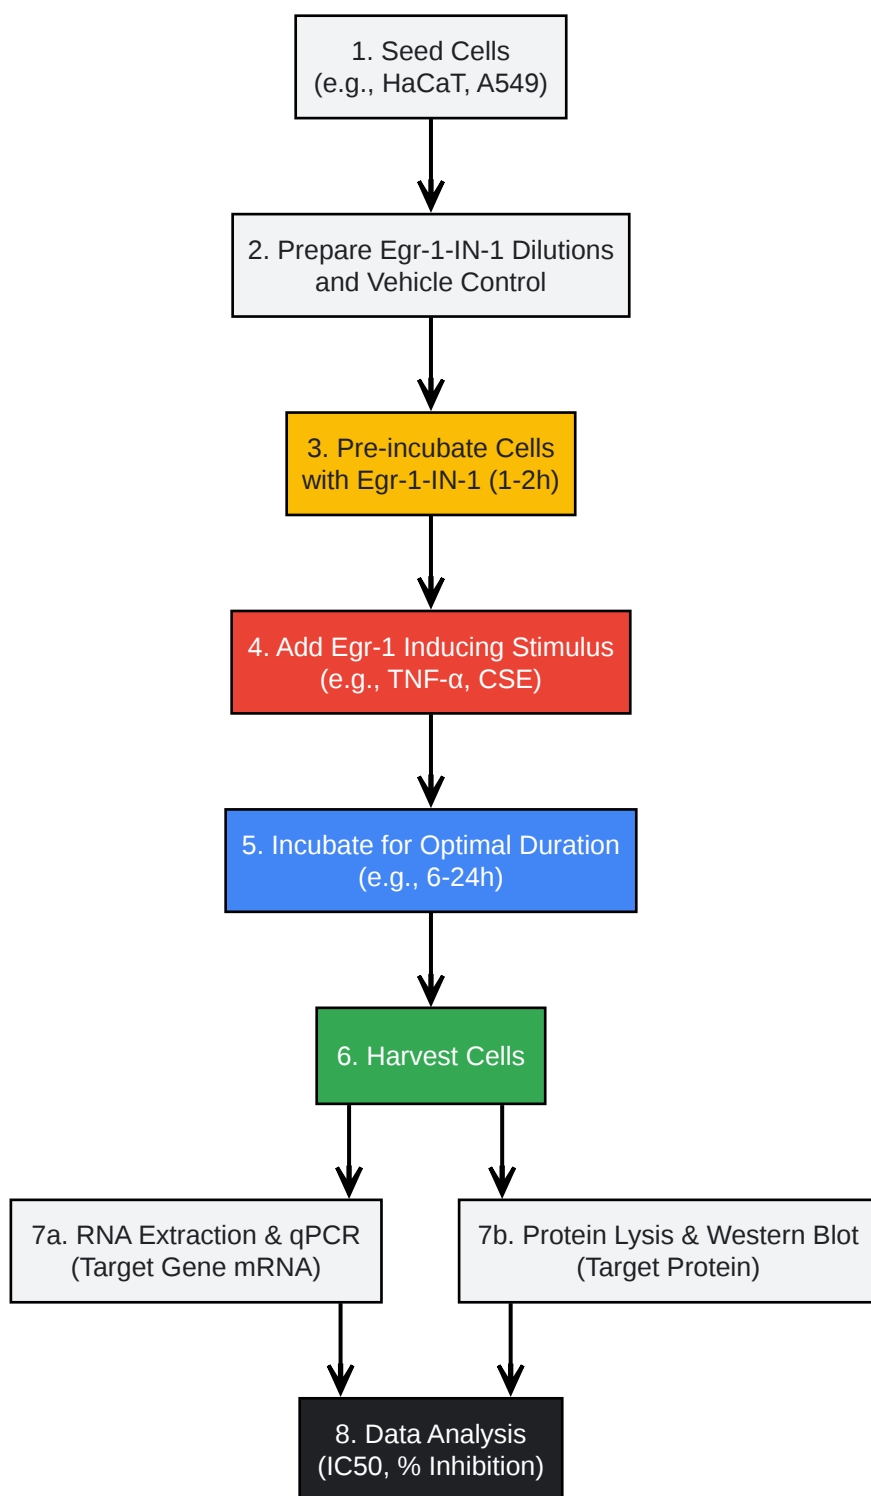 1. Seed Cells
(e.g., HaCaT, A549)
2. Prepare Egr-1-IN-1 Dilutions
and Vehicle Control
3. Pre-incubate Cells
with Egr-1-IN-1 (1-2h)
4. Add Egr-1 Inducing Stimulus
(e.g., TNF-α, CSE)
5. Incubate for Optimal Duration
(e.g., 6-24h)
6. Harvest Cells
7a. RNA Extraction & qPCR
(Target Gene mRNA)
7b. Protein Lysis & Western Blot
(Target Protein)
8. Data Analysis
(IC50, % Inhibition)